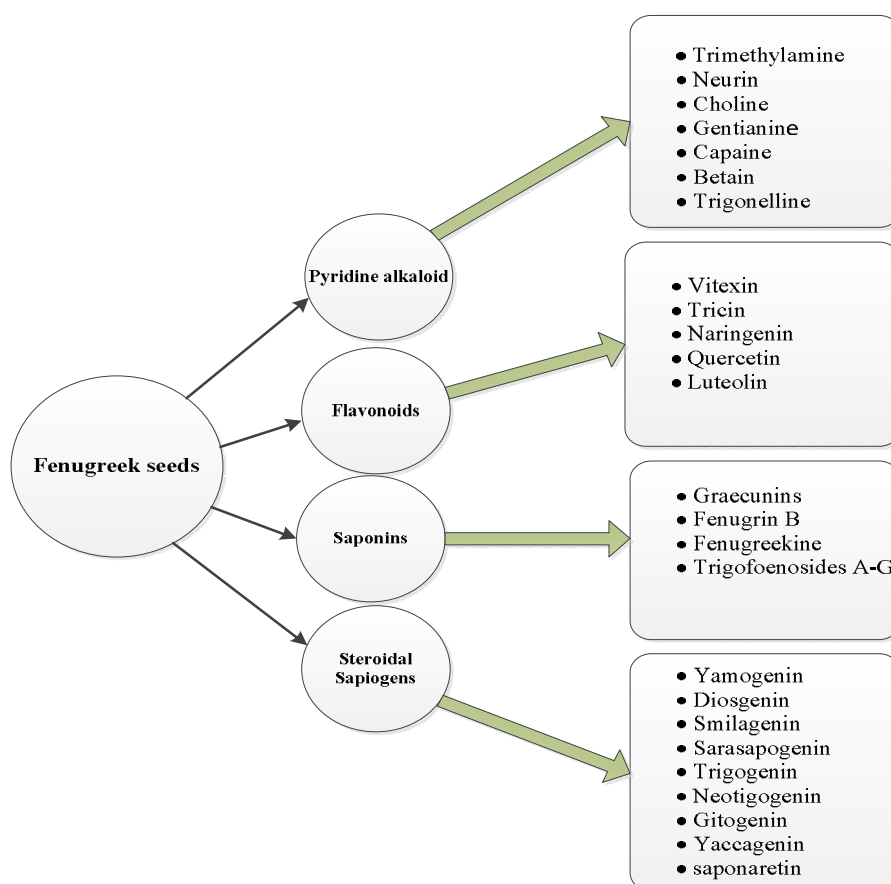 Fenugreek seeds
Pyridine alkaloid
Flavonoids
Saponins
Steroidal
Sapiogens
• Trimethylamine
• Neurin
• Choline
• Gentianine
• Capaine
• Betain
• Trigonelline
• Vitexin
• Tricin
• Naringenin
• Quercetin
• Luteolin
• Graecunins
• Fenugrin B
• Fenugreekine
• Trigofoenosides A-G
• Yamogenin
• Diosgenin
• Smilagenin
• Sarasapogenin
• Trigogenin
• Neotigogenin
• Gitogenin
• Yaccagenin
• saponaretin